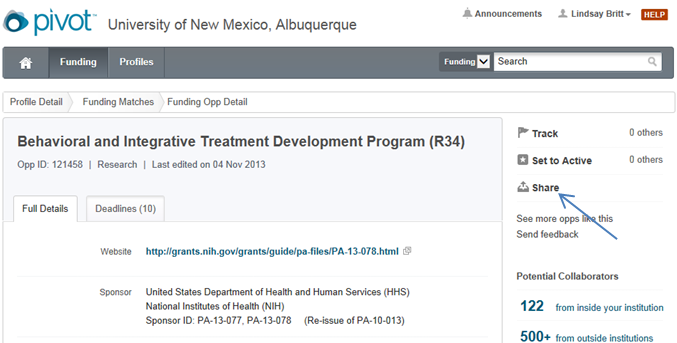 pivot™ University of New Mexico, Albuquerque
Announcements Lindsay Britt HELP
Funding Profiles Funding Search
Profile Detail Funding Matches Funding Opp Detail
Behavioral and Integrative Treatment Development Program (R34)
Opp ID: 121458 | Research | Last edited on 04 Nov 2013
Full Details Deadlines (10)
Website http://grants.nih.gov/grants/guide/pa-files/PA-13-078.html
Sponsor United States Department of Health and Human Services (HHS)
National Institutes of Health (NIH)
Sponsor ID: PA-13-077, PA-13-078 (Re-issue of PA-10-013)
Track 0 others
Set to Active 0 others
Share
See more opps like this
Send feedback
Potential Collaborators
122 from inside your institution
500+ from outside institutions